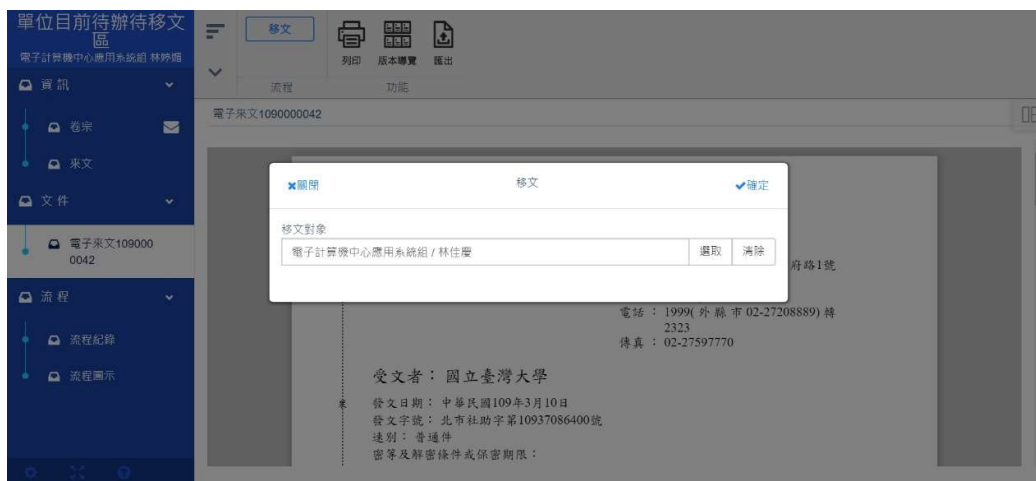 單位目前待辦待移文
區
電子計算機中心應用系統組 林婷媚
資訊
卷宗
來文
文件
電子來文109000
0042
流程
流程紀錄
流程圖示
移文
列印
版本導覽
匯出
流程
功能
電子來文1090000042
關閉
移文
確定
移文對象
電子計算機中心應用系統組 / 林佳慶
選取
清除
府路1號
電話 : 1999( 外縣市 02-27208889) 轉
2323
傳真 : 02-27597770
受文者: 國立臺灣大學
發文日期: 中華民國109年3月10日
發文字號: 北市社助字第10937086400號
速別: 普通件
密等及解密條件或保密期限: